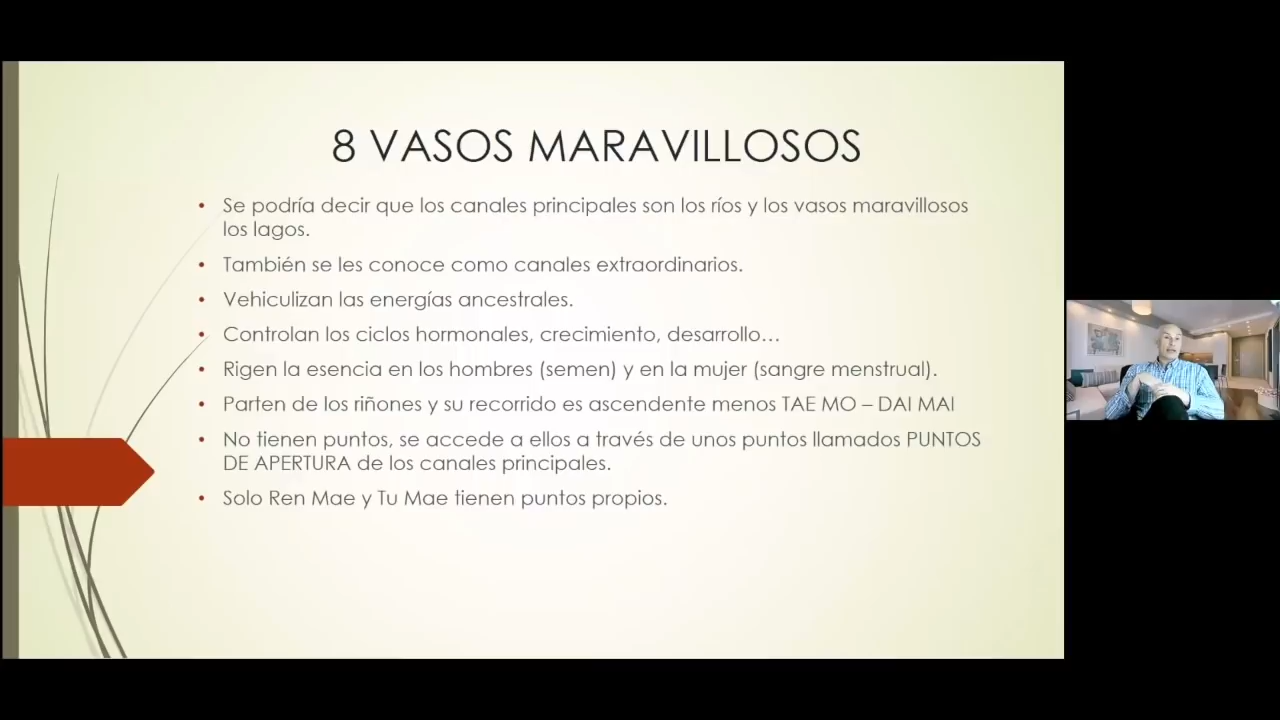 8 VASOS MARAVILLOSOS
• Se podría decir que los canales principales son los ríos y los vasos maravillosos
los lagos.
• También se les conoce como canales extraordinarios.
• Vehiculizan las energías ancestrales.
• Controlan los ciclos hormonales, crecimiento, desarrollo…
• Rigen la esencia en los hombres (semen) y en la mujer (sangre menstrual).
• Parten de los riñones y su recorrido es ascendente menos TAE MO – DAI MAI
• No tienen puntos, se accede a ellos a través de unos puntos llamados PUNTOS
DE APERTURA de los canales principales.
• Solo Ren Mae y Tu Mae tienen puntos propios.